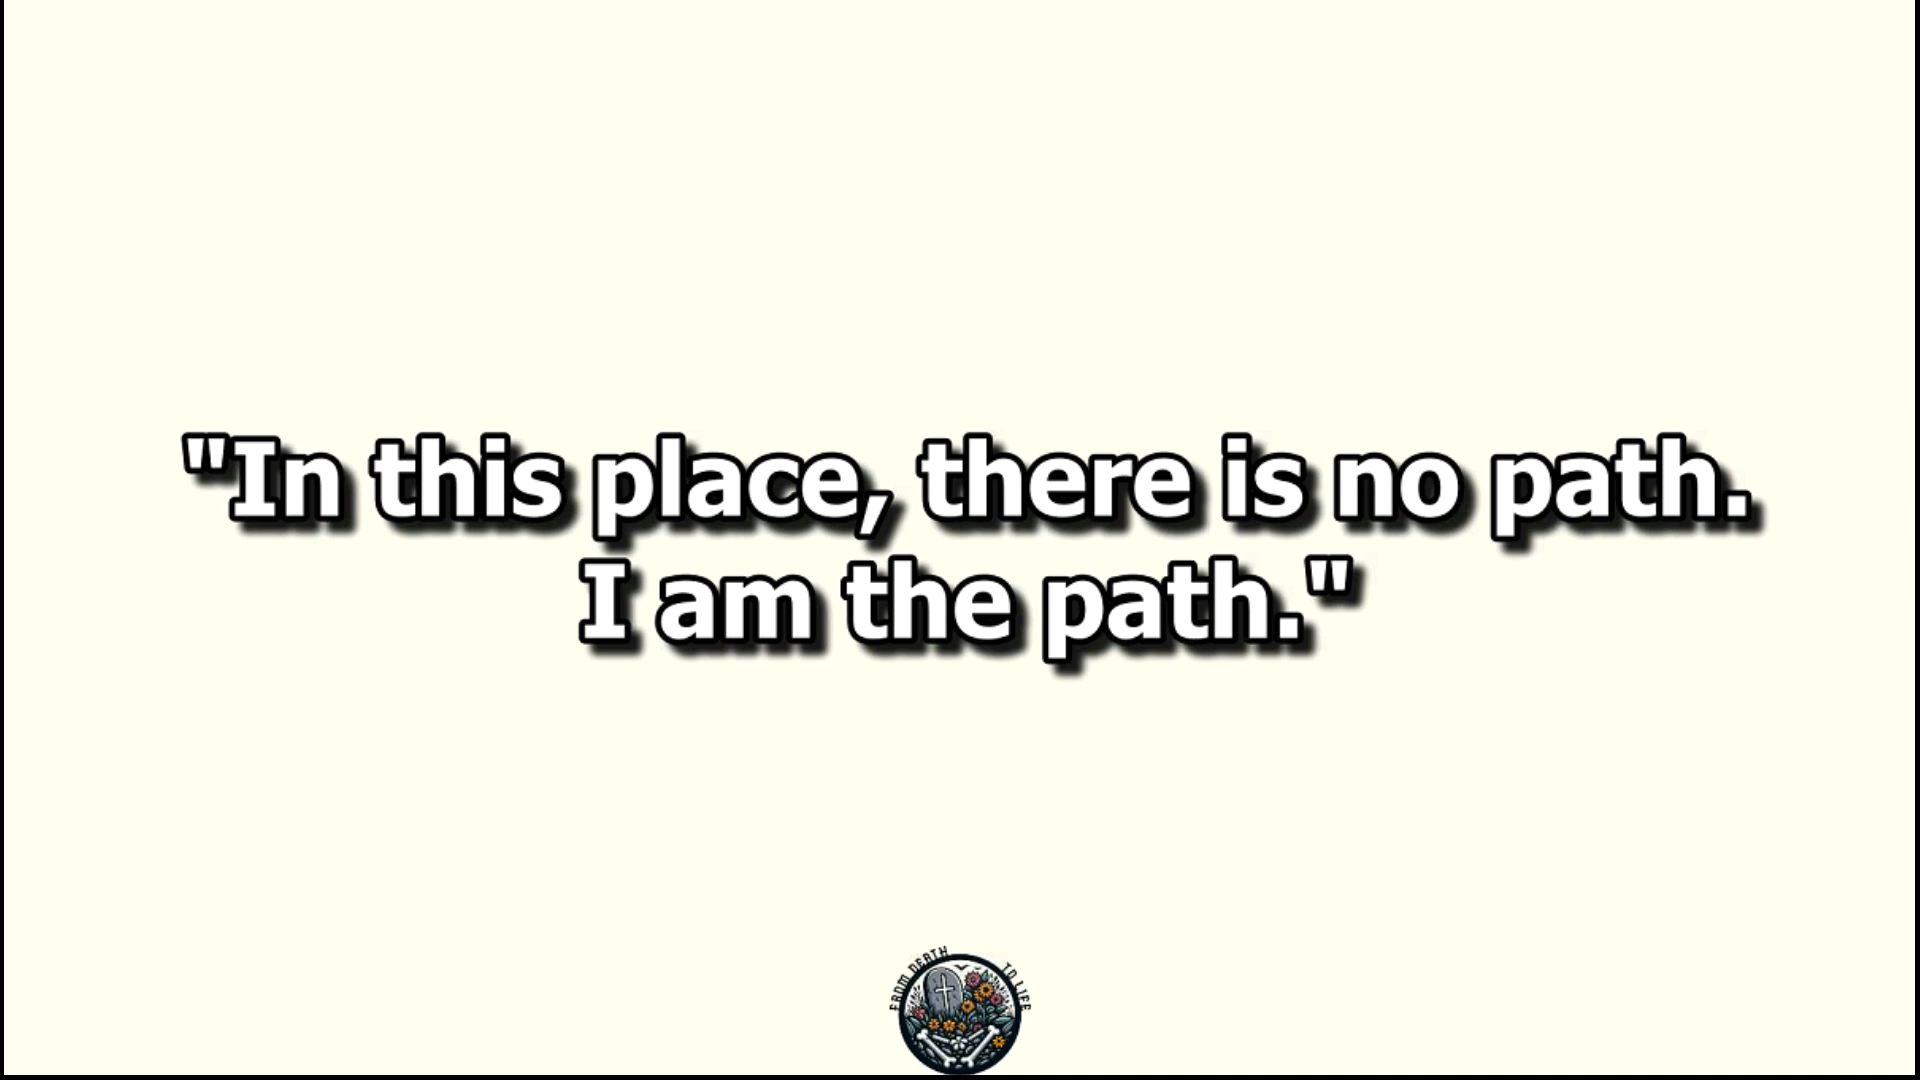 "In this place, there is no path.
I am the path."
FROM DEATH TO LIFE